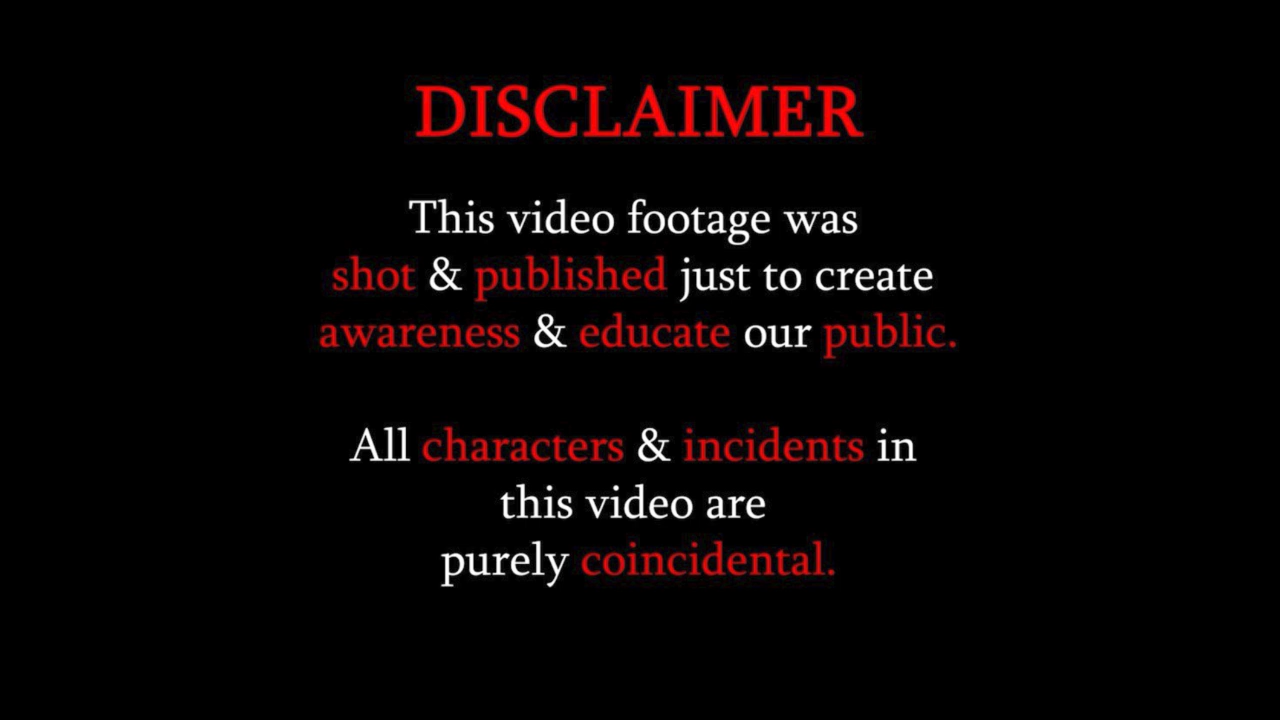 DISCLAIMER
This video footage was
shot & published just to create
awareness & educate our public.
All characters & incidents in
this video are
purely coincidental.